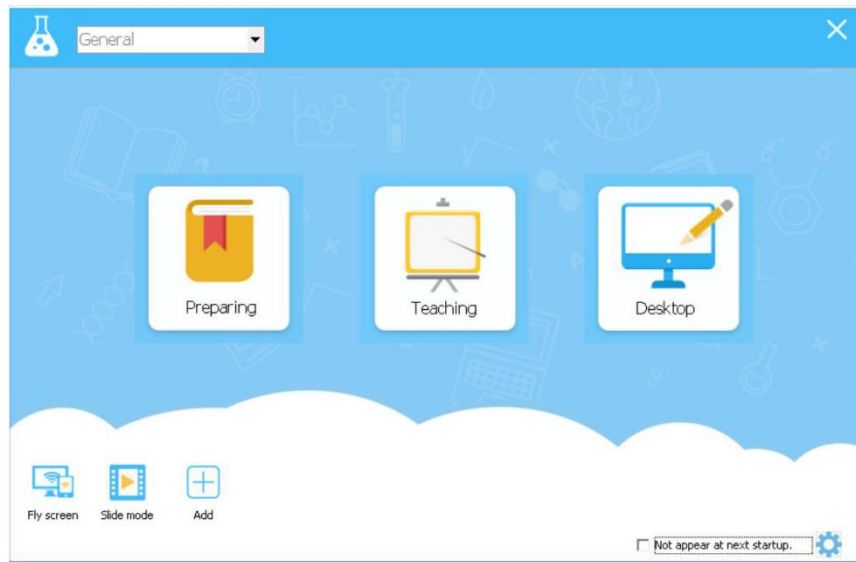 General
Preparing
Teaching
Desktop
Fly screen
Slide mode
Add
Not appear at next startup.